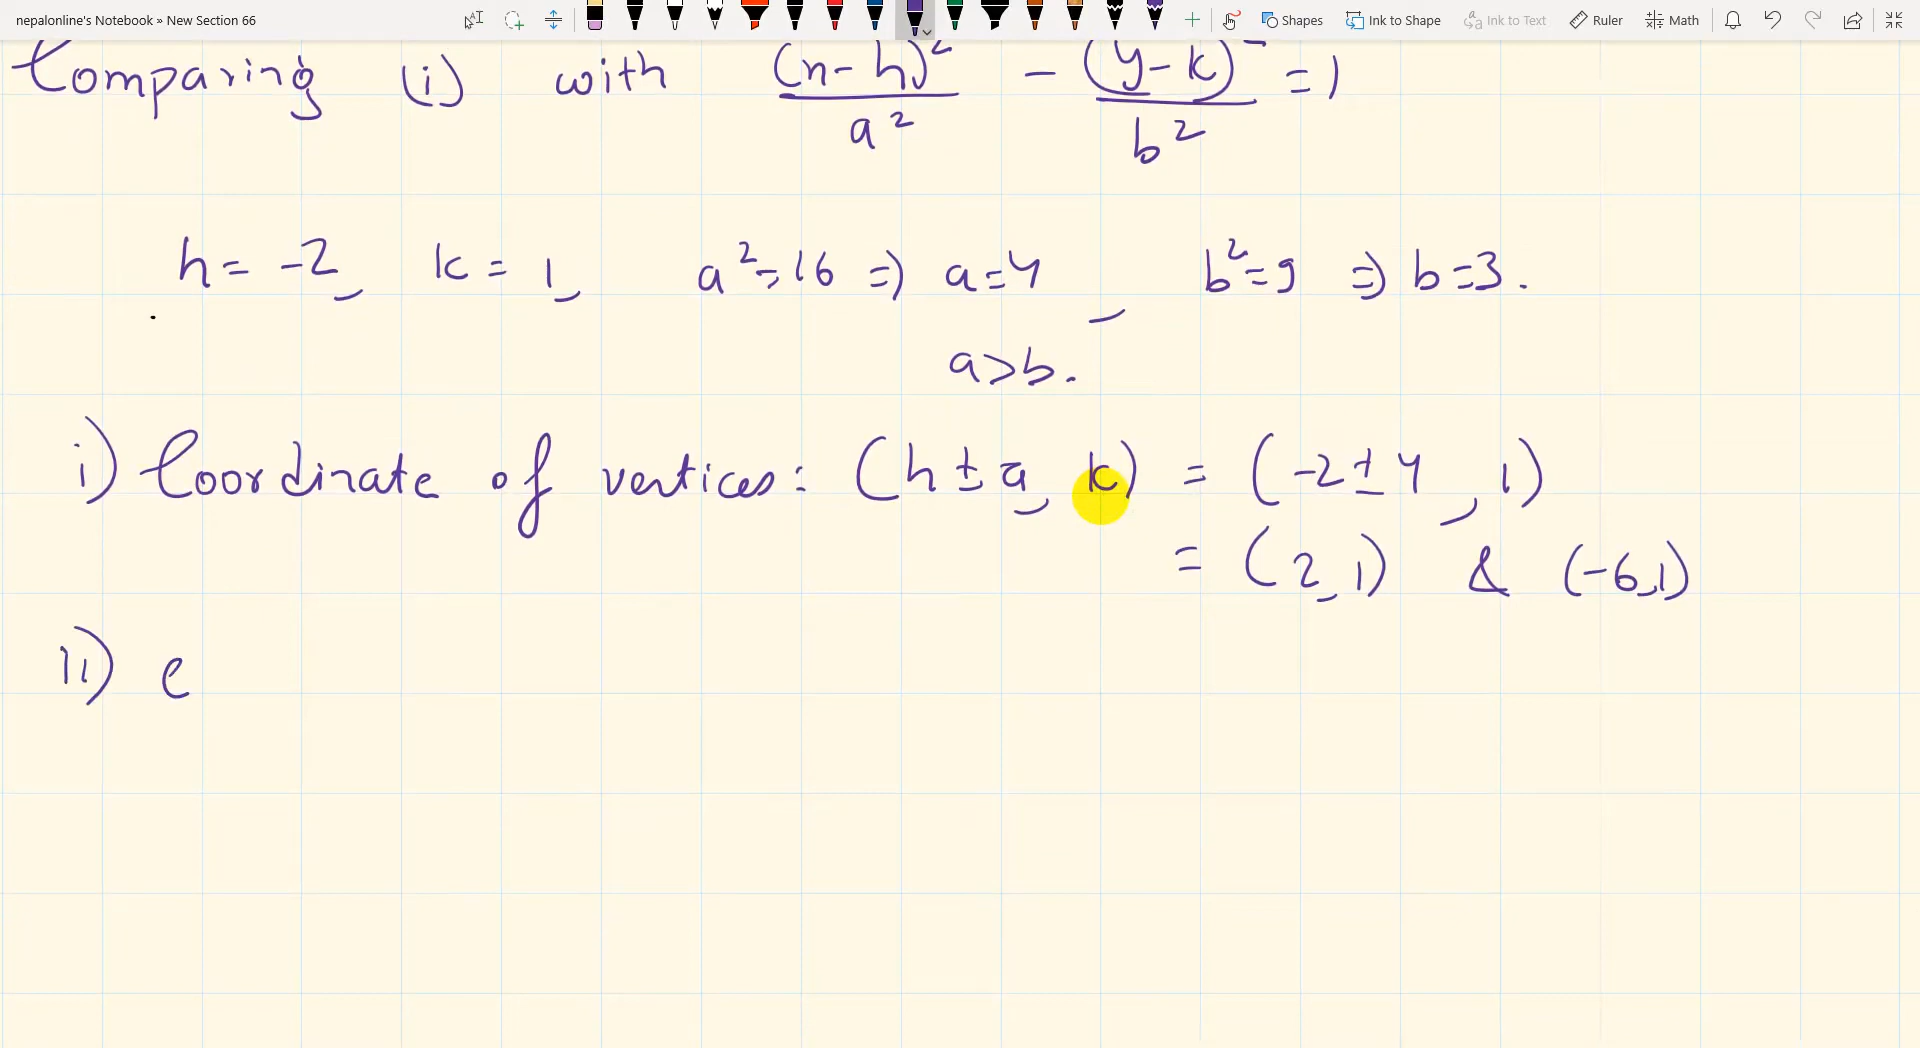 nepalonline's Notebook » New Section 66
Shapes Ink to Shape Ink to Text Ruler Math
Comparing (i) with (x-h)²/a² - (y-k)²/b² = 1
h = -2, k = 1, a² = 16 => a = 4, b² = 9 => b = 3.
a > b.
i) Coordinate of vertices: (h ± a, k) = (-2 ± 4, 1)
= (2, 1) & (-6, 1)
ii) e